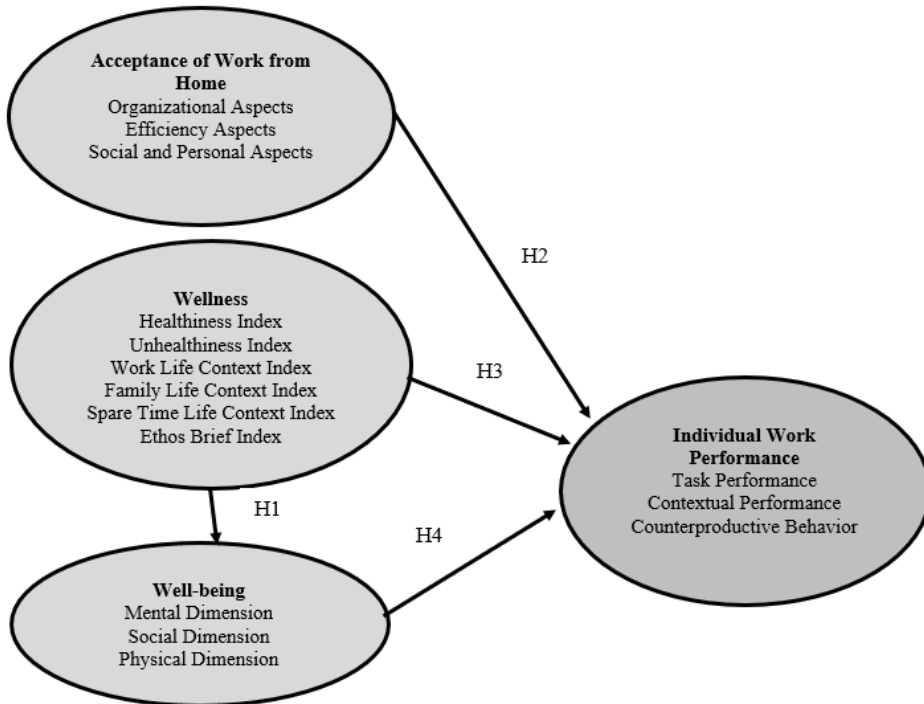 Acceptance of Work from
Home
Organizational Aspects
Efficiency Aspects
Social and Personal Aspects
H2
Wellness
Healthiness Index
Unhealthiness Index
Work Life Context Index
Family Life Context Index
Spare Time Life Context Index
Ethos Brief Index
H3
Individual Work
Performance
Task Performance
Contextual Performance
Counterproductive Behavior
H1
H4
Well-being
Mental Dimension
Social Dimension
Physical Dimension